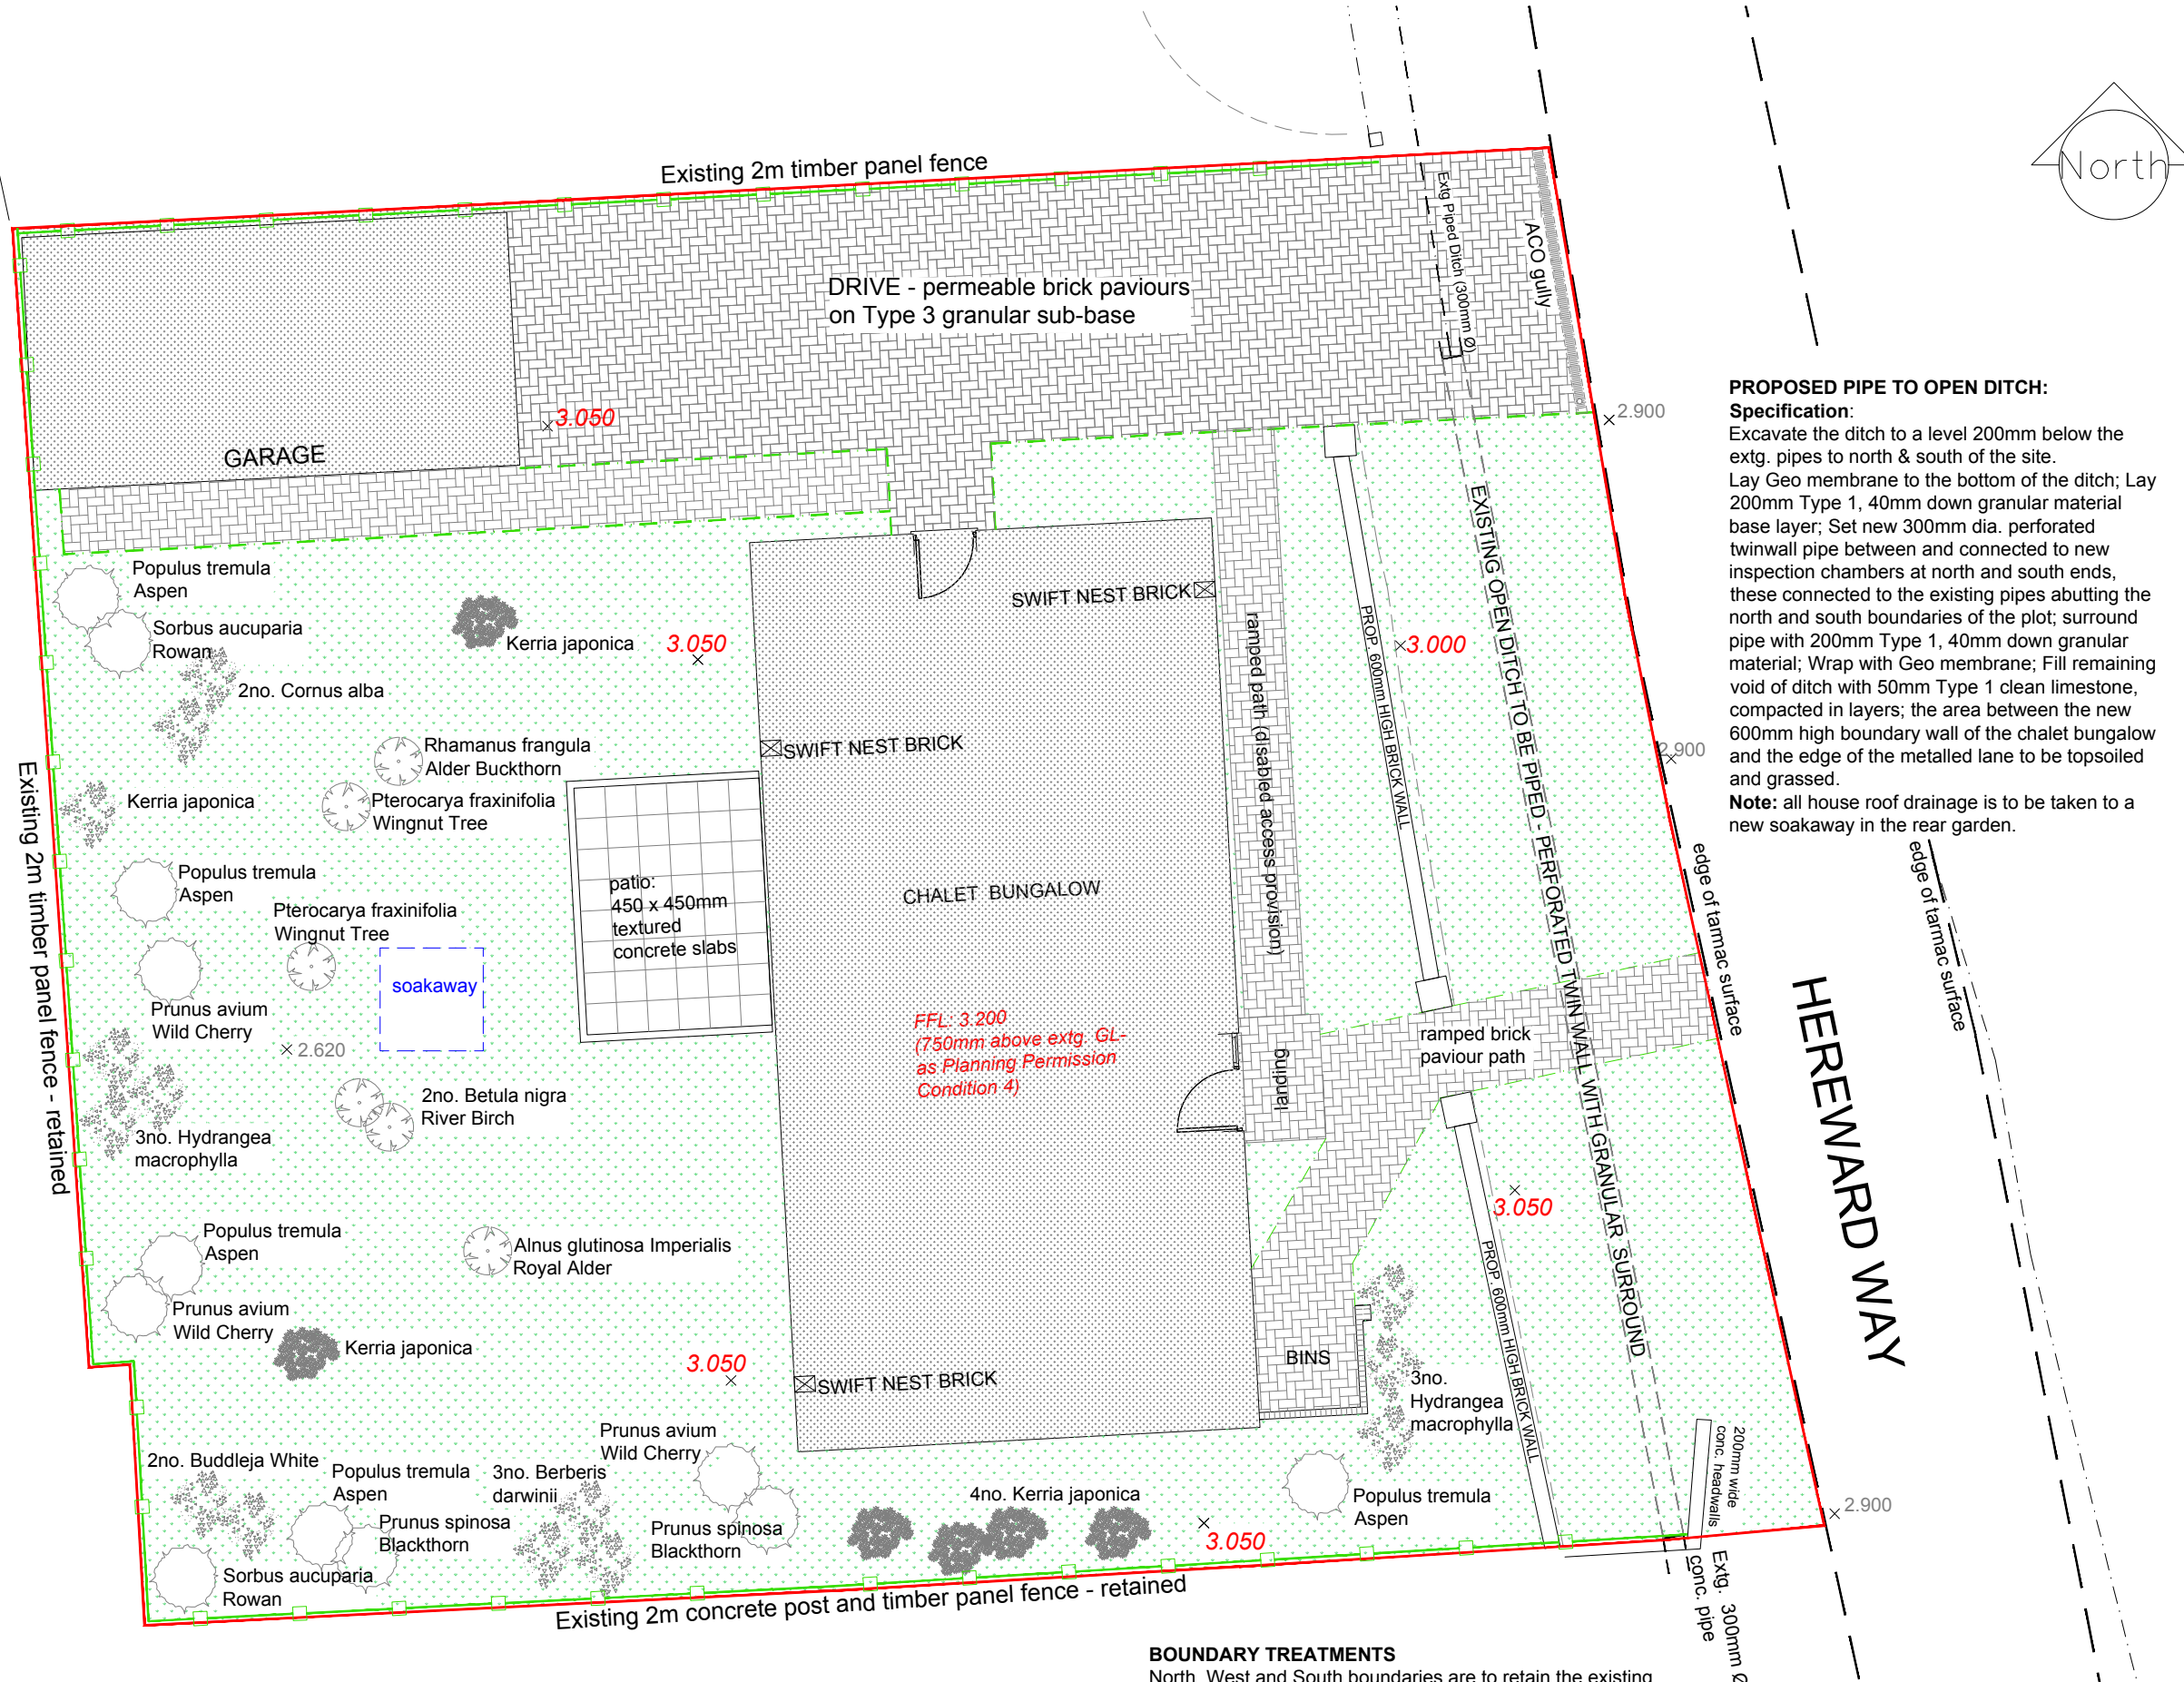 Existing 2m timber panel fence
North
Extg Piped Ditch (300mm Ø)
ACO gully
DRIVE - permeable brick paviours
on Type 3 granular sub-base
3.050
GARAGE
2.900
PROPOSED PIPE TO OPEN DITCH:
Specification:
Excavate the ditch to a level 200mm below the
extg. pipes to north & south of the site.
Lay Geo membrane to the bottom of the ditch; Lay
200mm Type 1, 40mm down granular material
base layer; Set new 300mm dia. perforated
twinwall pipe between and connected to new
inspection chambers at north and south ends,
these connected to the existing pipes abutting the
north and south boundaries of the plot; surround
pipe with 200mm Type 1, 40mm down granular
material; Wrap with Geo membrane; Fill remaining
void of ditch with 50mm Type 1 clean limestone,
compacted in layers; the area between the new
600mm high boundary wall of the chalet bungalow
and the edge of the metalled lane to be topsoiled
and grassed.
Note: all house roof drainage is to be taken to a
new soakaway in the rear garden.
Populus tremula
Aspen
Sorbus aucuparia
Rowan
2no. Cornus alba
Kerria japonica
3.050
SWIFT NEST BRICK
SWIFT NEST BRICK
ramped path (disabled access provision)
PROP. 600mm HIGH BRICK WALL
3.000
EXISTING OPEN DITCH TO BE PIPED - PERFORATED TWIN WALL WITH GRANULAR SURROUND
2.900
Rhamanus frangula
Alder Buckthorn
Pterocarya fraxinifolia
Wingnut Tree
Kerria japonica
Existing 2m timber panel fence - retained
Populus tremula
Aspen
Pterocarya fraxinifolia
Wingnut Tree
patio:
450 x 450mm
textured
concrete slabs
CHALET BUNGALOW
edge of tarmac surface
edge of tarmac surface
soakaway
Prunus avium
Wild Cherry
2.620
FFL: 3.200
(750mm above extg. GL-
as Planning Permission
Condition 4)
landing
ramped brick
paviour path
HEREWARD WAY
2no. Betula nigra
River Birch
3no. Hydrangea
macrophylla
3.050
Populus tremula
Aspen
Alnus glutinosa Imperialis
Royal Alder
Prunus avium
Wild Cherry
Kerria japonica
3.050
SWIFT NEST BRICK
BINS
PROP. 600mm HIGH BRICK WALL
3no.
Hydrangea
macrophylla
2no. Buddleja White
Populus tremula
Aspen
3no. Berberis
darwinii
Prunus avium
Wild Cherry
Prunus spinosa
Blackthorn
Prunus spinosa
Blackthorn
4no. Kerria japonica
3.050
Populus tremula
Aspen
200mm wide
conc. headwalls
2.900
Sorbus aucuparia
Rowan
Existing 2m concrete post and timber panel fence - retained
Extg. 300mm Ø
conc. pipe
BOUNDARY TREATMENTS
North, West and South boundaries are to retain the existing